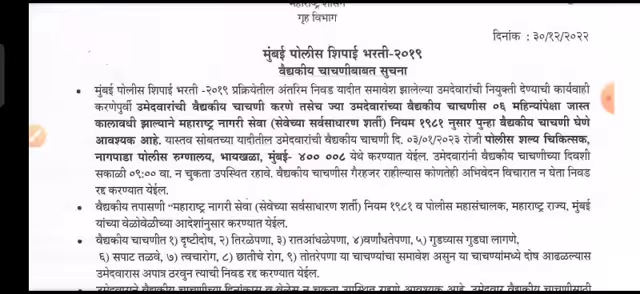 महाराष्ट्र शासन
गृह विभाग
दिनांक : ३०/१२/२०२२
मुंबई पोलीस शिपाई भरती-२०१९
वैद्यकीय चाचणीबाबत सुचना
• मुंबई पोलीस शिपाई भरती -२०१९ प्रक्रियेतील अंतरिम निवड यादीत समावेश झालेल्या उमदेवारांची नियुक्ती देण्याची कार्यवाही
करणेपुर्वी उमदेवारांची वैद्यकीय चाचणी करणे तसेच ज्या उमदेवारांच्या वैद्यकीय चाचणीस ०६ महिन्यांपेक्षा जास्त
कालावधी झाल्याने महाराष्ट्र नागरी सेवा (सेवेच्या सर्वसाधारण शर्ती) नियम १९८१ नुसार पुन्हा वैद्यकीय चाचणी घेणे
आवश्यक आहे. यास्तव सोबतच्या यादीतील उमेदवारांची वैद्यकीय चाचणी दि. ०३/०१/२०२३ रोजी पोलीस शल्य चिकित्सक,
नागपाडा पोलीस रुग्णालय, भायखळा, मुंबई- ४०० ००८ येथे करण्यात येईल. उमेदवारांनी वैद्यकीय चाचणीच्या दिवशी
सकाळी ०९:०० वा. न चुकता उपस्थित रहावे. वैद्यकीय चाचणीस गैरहजर राहील्यास कोणतेही अभिवेदन विचारात न घेता निवड
रद्द करण्यात येईल.
• वैद्यकीय तपासणी "महाराष्ट्र नागरी सेवा (सेवेच्या सर्वसाधारण शर्ती) नियम १९८१ व पोलीस महासंचालक, महाराष्ट्र राज्य, मुंबई
यांच्या वेळोवेळीच्या आदेशांनुसार करण्यात येईल.
• वैद्यकीय चाचणीत १) दृष्टीदोष, २) तिरळेपणा, ३) रातआंधळेपणा, ४)वर्णांधतेपणा, ५) गुडघ्यास गुडघा लागणे,
६) सपाट तळवे, ७) त्वचारोग, ८) छातीचे रोग, ९) तोतरेपणा या चाचण्यांचा समावेश असुन या चाचण्यांमध्ये दोष आढळल्यास
उमेदवारास अपात्र ठरवुन त्याची निवड रद्द करण्यात येईल.